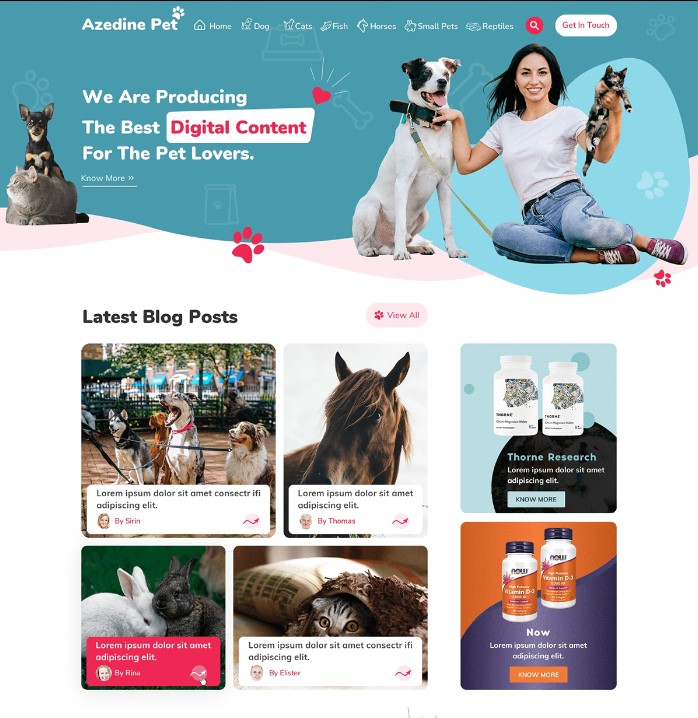 Azedine Pet
Home Dog Cats Fish Horses Small Pets Reptiles Get In Touch
We Are Producing
The Best Digital Content
For The Pet Lovers.
Know More »
Latest Blog Posts
View All
Lorem ipsum dolor sit amet consectr ifi
adipiscing elit.
By Sirin
Lorem ipsum dolor sit amet
adipiscing elit.
By Thomas
THORNE
THORNE
Thorne Research
Lorem ipsum dolor sit amet
adipiscing elit.
KNOW MORE
Lorem ipsum dolor sit amet
adipiscing elit.
By Rina
Lorem ipsum dolor sit amet consectr ifi
adipiscing elit.
By Elister
now
Vitamin D-3
now
Vitamin D-3
Now
Lorem ipsum dolor sit amet
adipiscing elit.
KNOW MORE